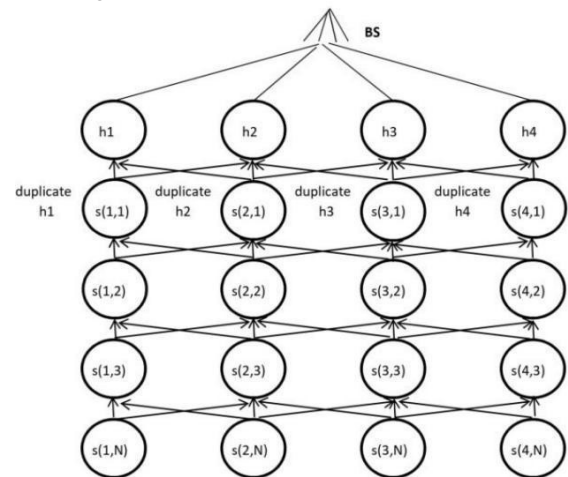 BS
h1 h2 h3 h4
duplicate duplicate duplicate duplicate
h1 h2 h3 h4
s(1,1) s(2,1) s(3,1) s(4,1)
s(1,2) s(2,2) s(3,2) s(4,2)
s(1,3) s(2,3) s(3,3) s(4,3)
s(1,N) s(2,N) s(3,N) s(4,N)